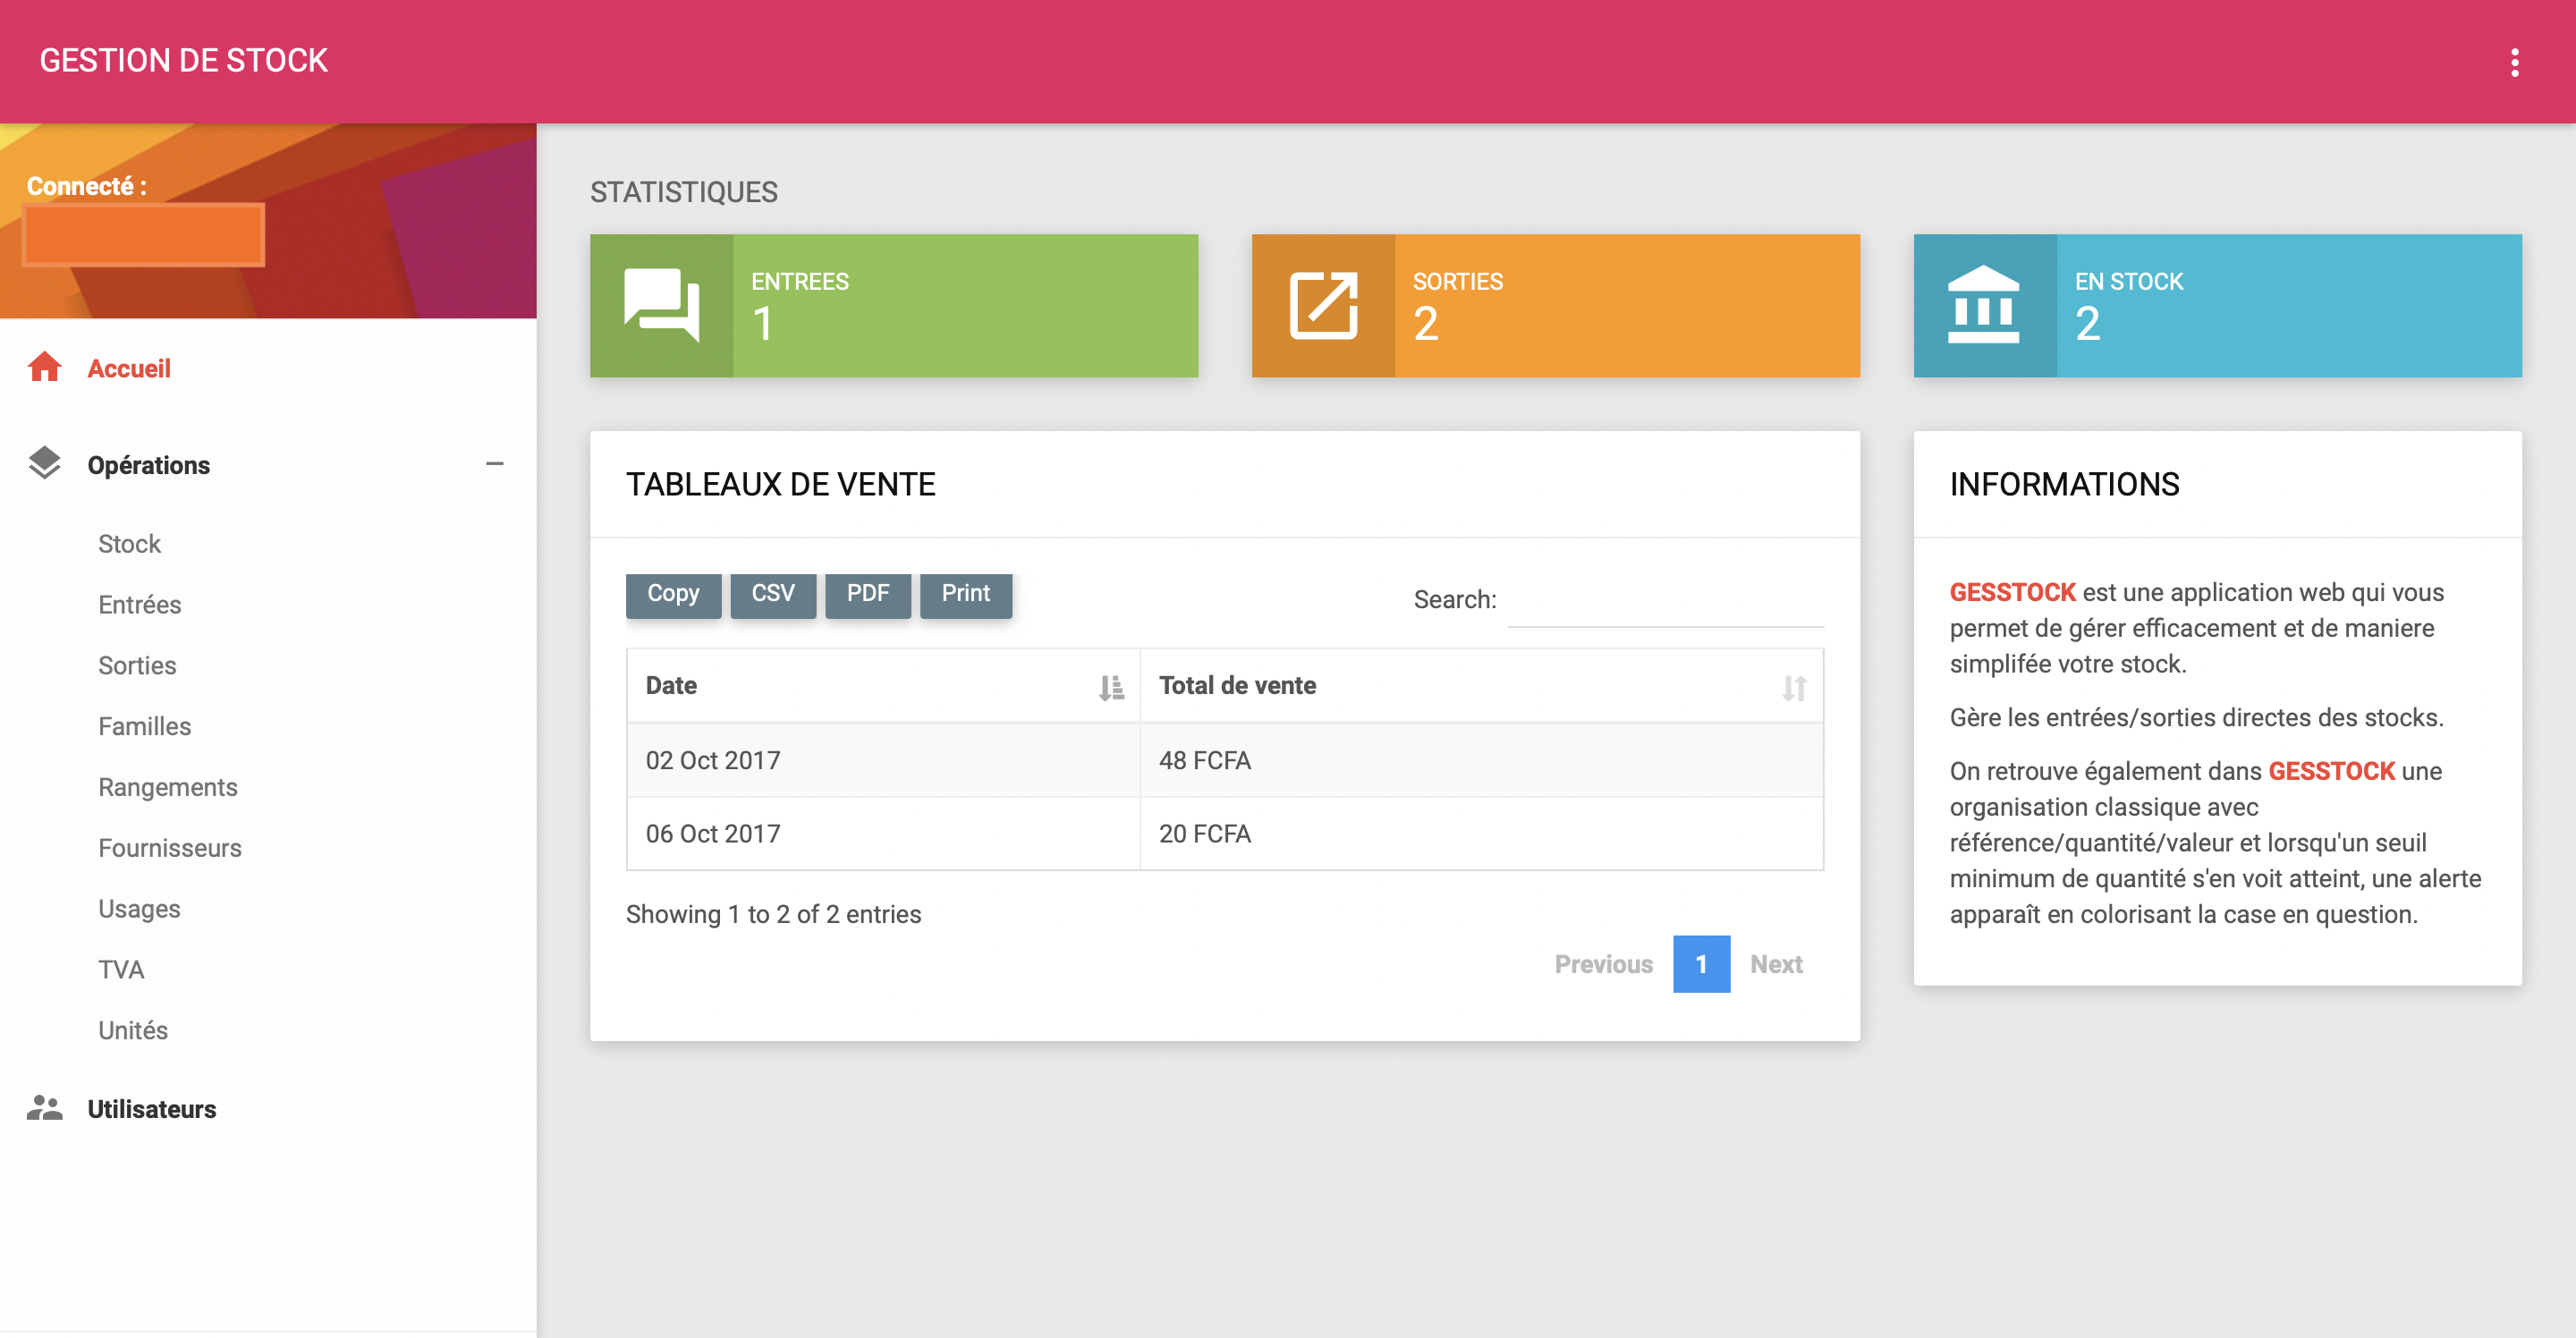 GESTION DE STOCK
Connecté :
Accueil
Opérations
Stock
Entrées
Sorties
Familles
Rangements
Fournisseurs
Usages
TVA
Unités
Utilisateurs
STATISTIQUES
ENTREES
1
SORTIES
2
EN STOCK
2
TABLEAUX DE VENTE
Copy CSV PDF Print Search:
Date Total de vente
02 Oct 2017 48 FCFA
06 Oct 2017 20 FCFA
Showing 1 to 2 of 2 entries
Previous 1 Next
INFORMATIONS
GESSTOCK est une application web qui vous
permet de gérer efficacement et de maniere
simplifée votre stock.
Gère les entrées/sorties directes des stocks.
On retrouve également dans GESSTOCK une
organisation classique avec
référence/quantité/valeur et lorsqu'un seuil
minimum de quantité s'en voit atteint, une alerte
apparaît en colorisant la case en question.